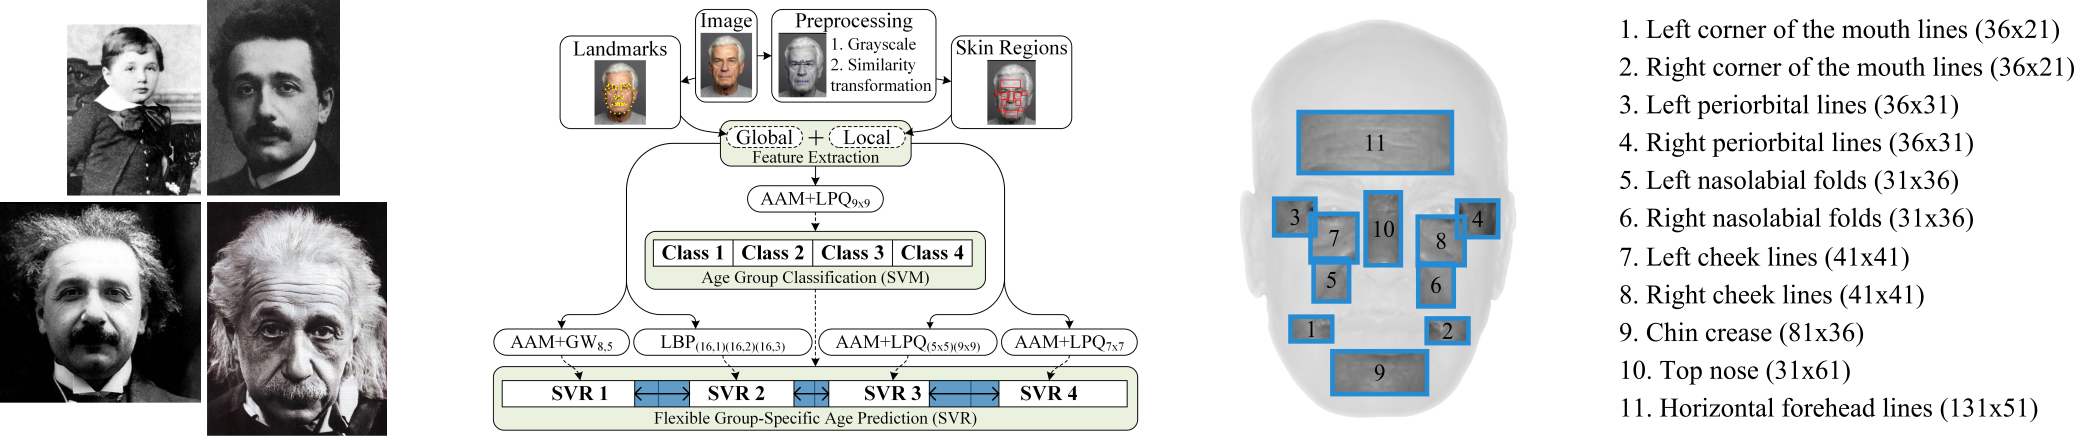 Image
Preprocessing
1. Grayscale
2. Similarity
transformation
Landmarks
Skin Regions
Global + Local
Feature Extraction
AAM+LPQ9x9
Class 1 Class 2 Class 3 Class 4
Age Group Classification (SVM)
AAM+GW8,5
LBP(16,1)(16,2)(16,3)
AAM+LPQ(5x5)(9x9)
AAM+LPQ7x7
SVR 1 SVR 2 SVR 3 SVR 4
Flexible Group-Specific Age Prediction (SVR)
11
3
4
7
10
8
5
6
1
2
9
1. Left corner of the mouth lines (36x21)
2. Right corner of the mouth lines (36x21)
3. Left periorbital lines (36x31)
4. Right periorbital lines (36x31)
5. Left nasolabial folds (31x36)
6. Right nasolabial folds (31x36)
7. Left cheek lines (41x41)
8. Right cheek lines (41x41)
9. Chin crease (81x36)
10. Top nose (31x61)
11. Horizontal forehead lines (131x51)